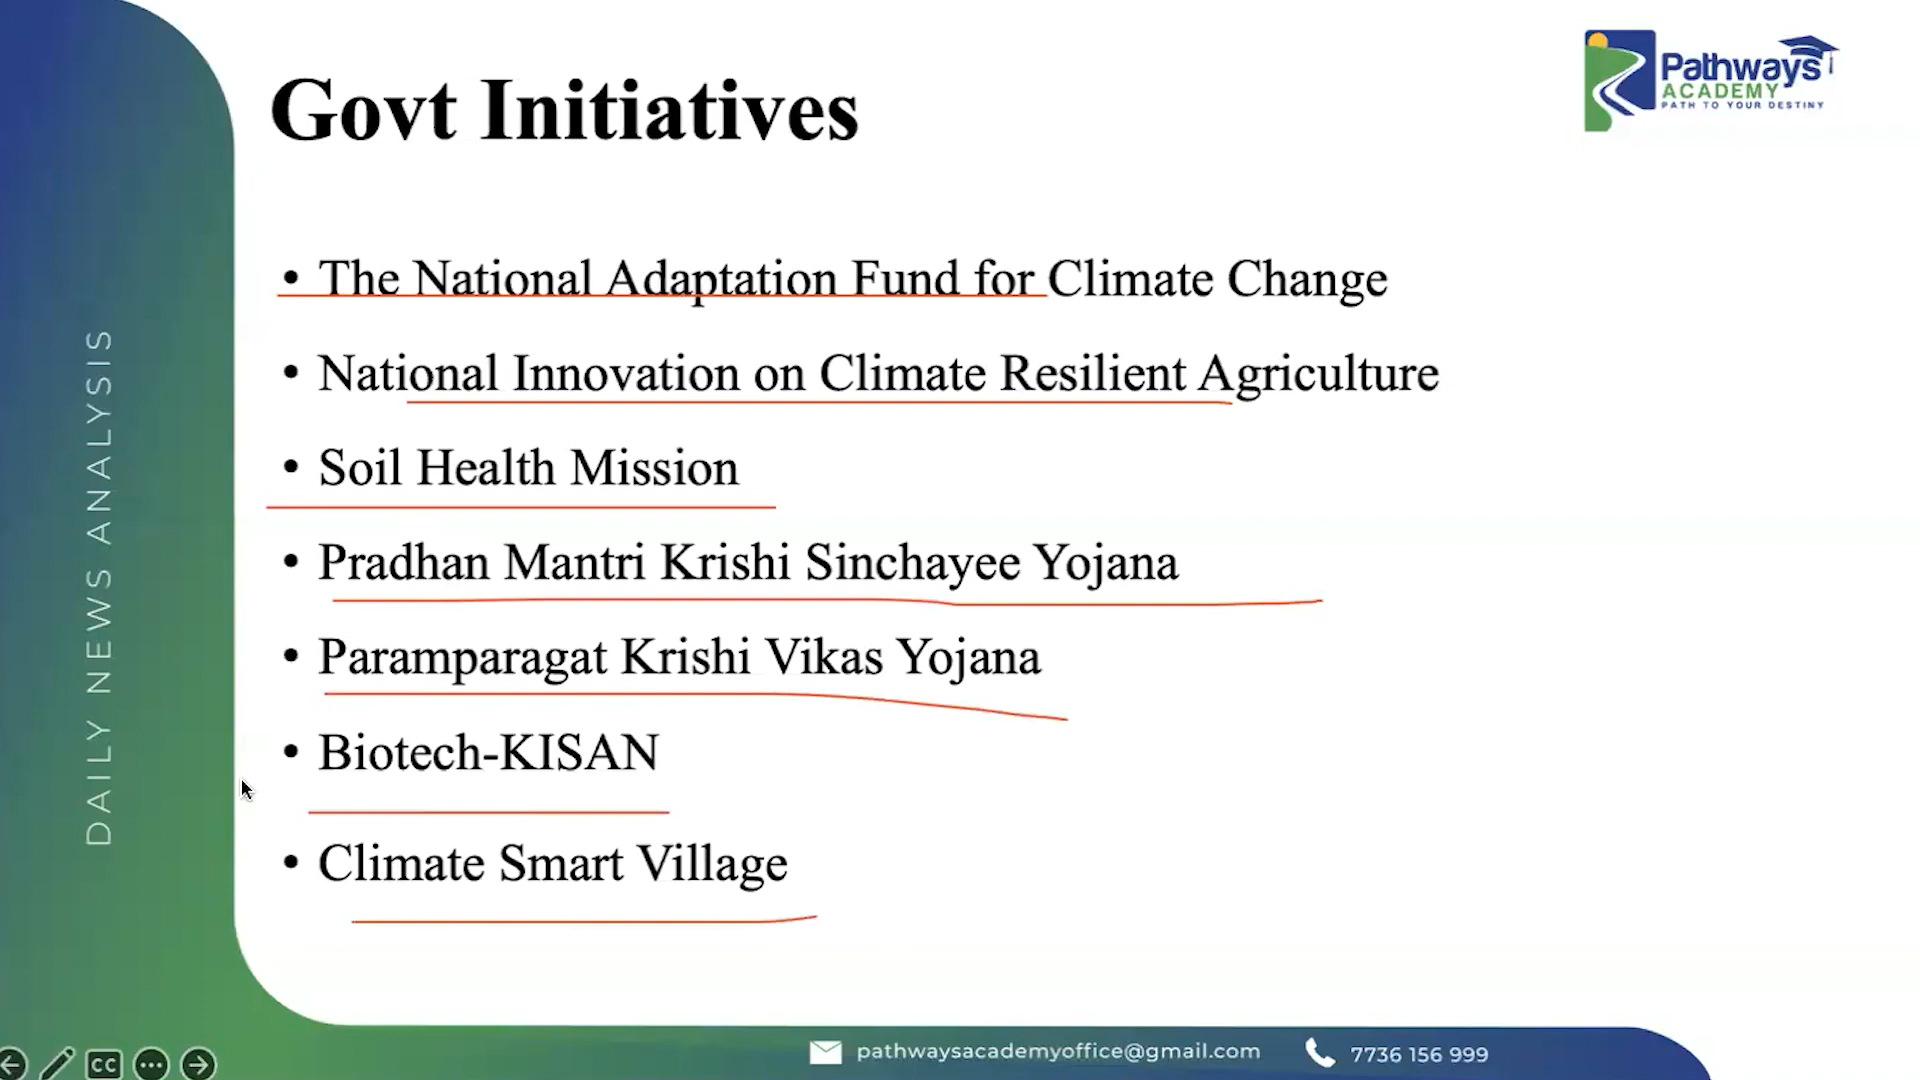 Govt Initiatives
Pathways
ACADEMY
PATH TO YOUR DESTINY
• The National Adaptation Fund for Climate Change
• National Innovation on Climate Resilient Agriculture
• Soil Health Mission
• Pradhan Mantri Krishi Sinchayee Yojana
• Paramparagat Krishi Vikas Yojana
• Biotech-KISAN
• Climate Smart Village
DAILY NEWS ANALYSIS
CC
pathwaysacademyoffice@gmail.com
7736 156 999